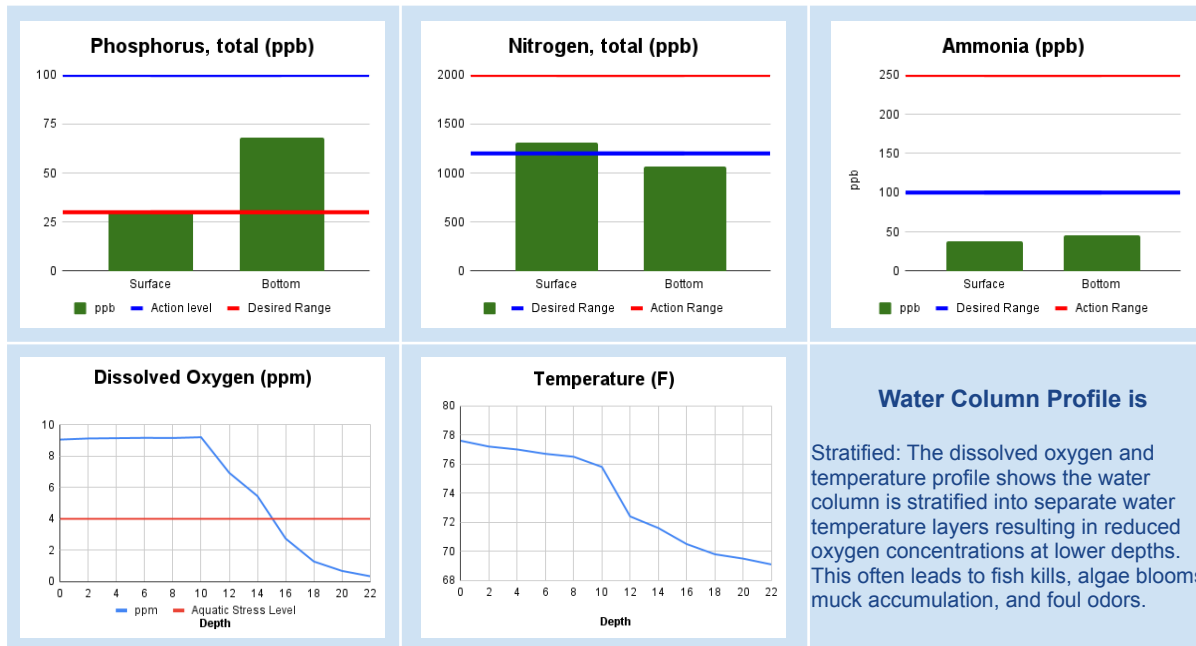 Phosphorus, total (ppb)
100
75
50
25
0
Surface Bottom
ppb Action level Desired Range
Nitrogen, total (ppb)
2000
1500
1000
500
0
Surface Bottom
Desired Range Action Range
Ammonia (ppb)
ppb
250
200
150
100
50
0
Surface Bottom
ppb Desired Range Action Range
Dissolved Oxygen (ppm)
10
8
6
4
2
0
0 2 4 6 8 10 12 14 16 18 20 22
ppm Aquatic Stress Level
Depth
Temperature (F)
80
78
76
74
72
70
68
0 2 4 6 8 10 12 14 16 18 20 22
Depth
Water Column Profile is
Stratified: The dissolved oxygen and
temperature profile shows the water
column is stratified into separate water
temperature layers resulting in reduced
oxygen concentrations at lower depths.
This often leads to fish kills, algae blooms
muck accumulation, and foul odors.